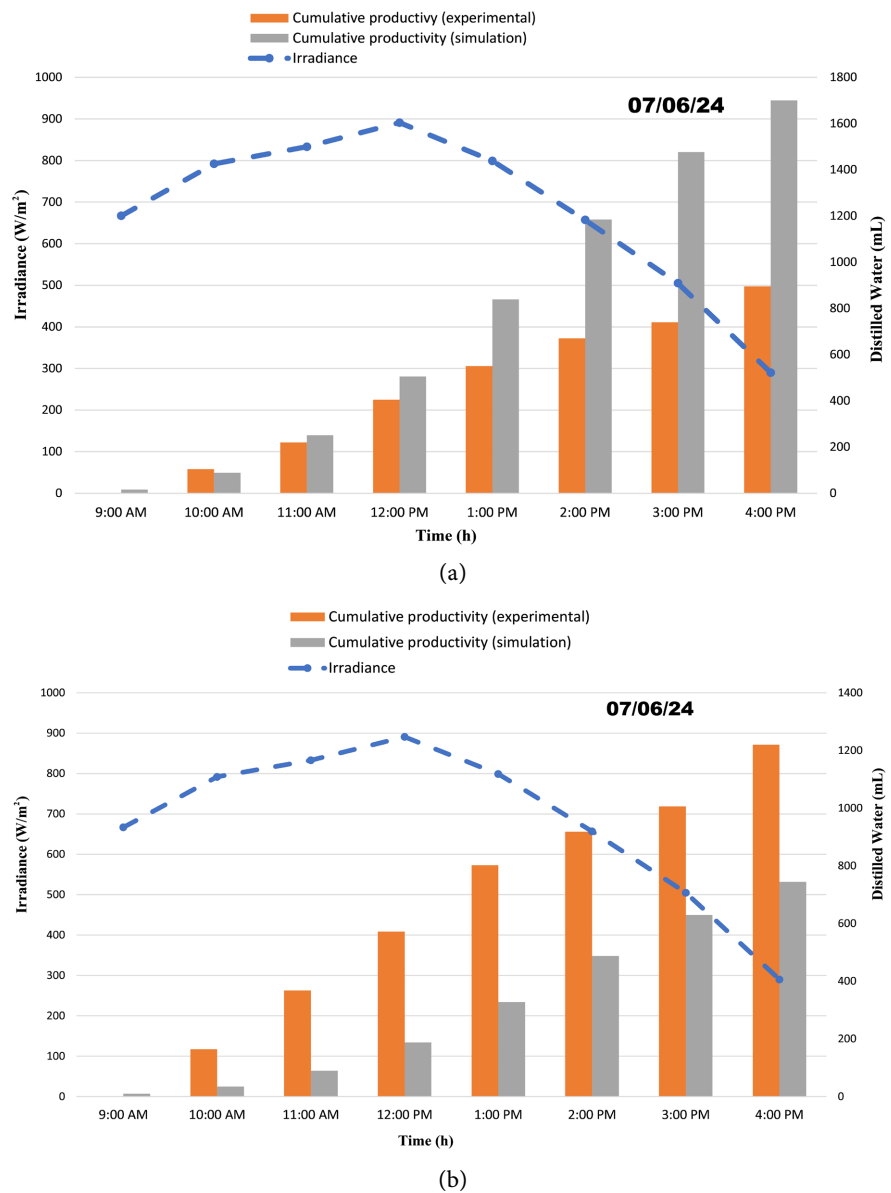 Cumulative productivy (experimental)
Cumulative productivity (simulation)
Irradiance
07/06/24
1000
900
800
700
600
500
400
300
200
100
0
Irradiance (W/m²)
1800
1600
1400
1200
1000
800
600
400
200
0
Distilled Water (mL)
9:00 AM 10:00 AM 11:00 AM 12:00 PM 1:00 PM 2:00 PM 3:00 PM 4:00 PM
Time (h)
(a)
Cumulative productivity (experimental)
Cumulative productivity (simulation)
Irradiance
07/06/24
1000
900
800
700
600
500
400
300
200
100
0
Irradiance (W/m²)
1400
1200
1000
800
600
400
200
0
Distilled Water (mL)
9:00 AM 10:00 AM 11:00 AM 12:00 PM 1:00 PM 2:00 PM 3:00 PM 4:00 PM
Time (h)
(b)